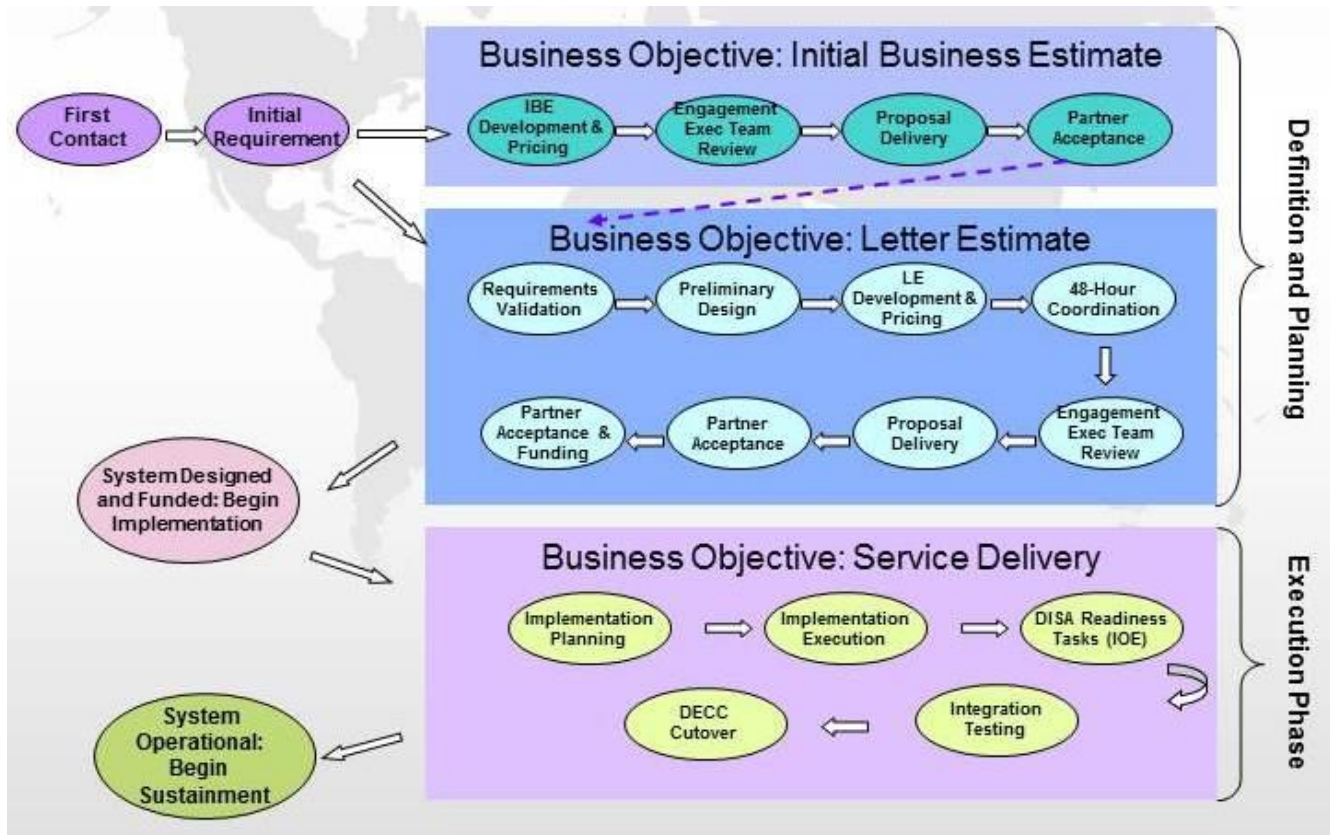 Business Objective: Initial Business Estimate
First
Contact
Initial
Requirement
IBE
Development &
Pricing
Engagement
Exec Team
Review
Proposal
Delivery
Partner
Acceptance
Business Objective: Letter Estimate
Requirements
Validation
Preliminary
Design
LE
Development &
Pricing
48-Hour
Coordination
Engagement
Exec Team
Review
Proposal
Delivery
Partner
Acceptance
Partner
Acceptance &
Funding
Definition and Planning
System Designed
and Funded: Begin
Implementation
Business Objective: Service Delivery
Implementation
Planning
Implementation
Execution
DISA Readiness
Tasks (IOE)
Integration
Testing
DECC
Cutover
Execution Phase
System
Operational:
Begin
Sustainment